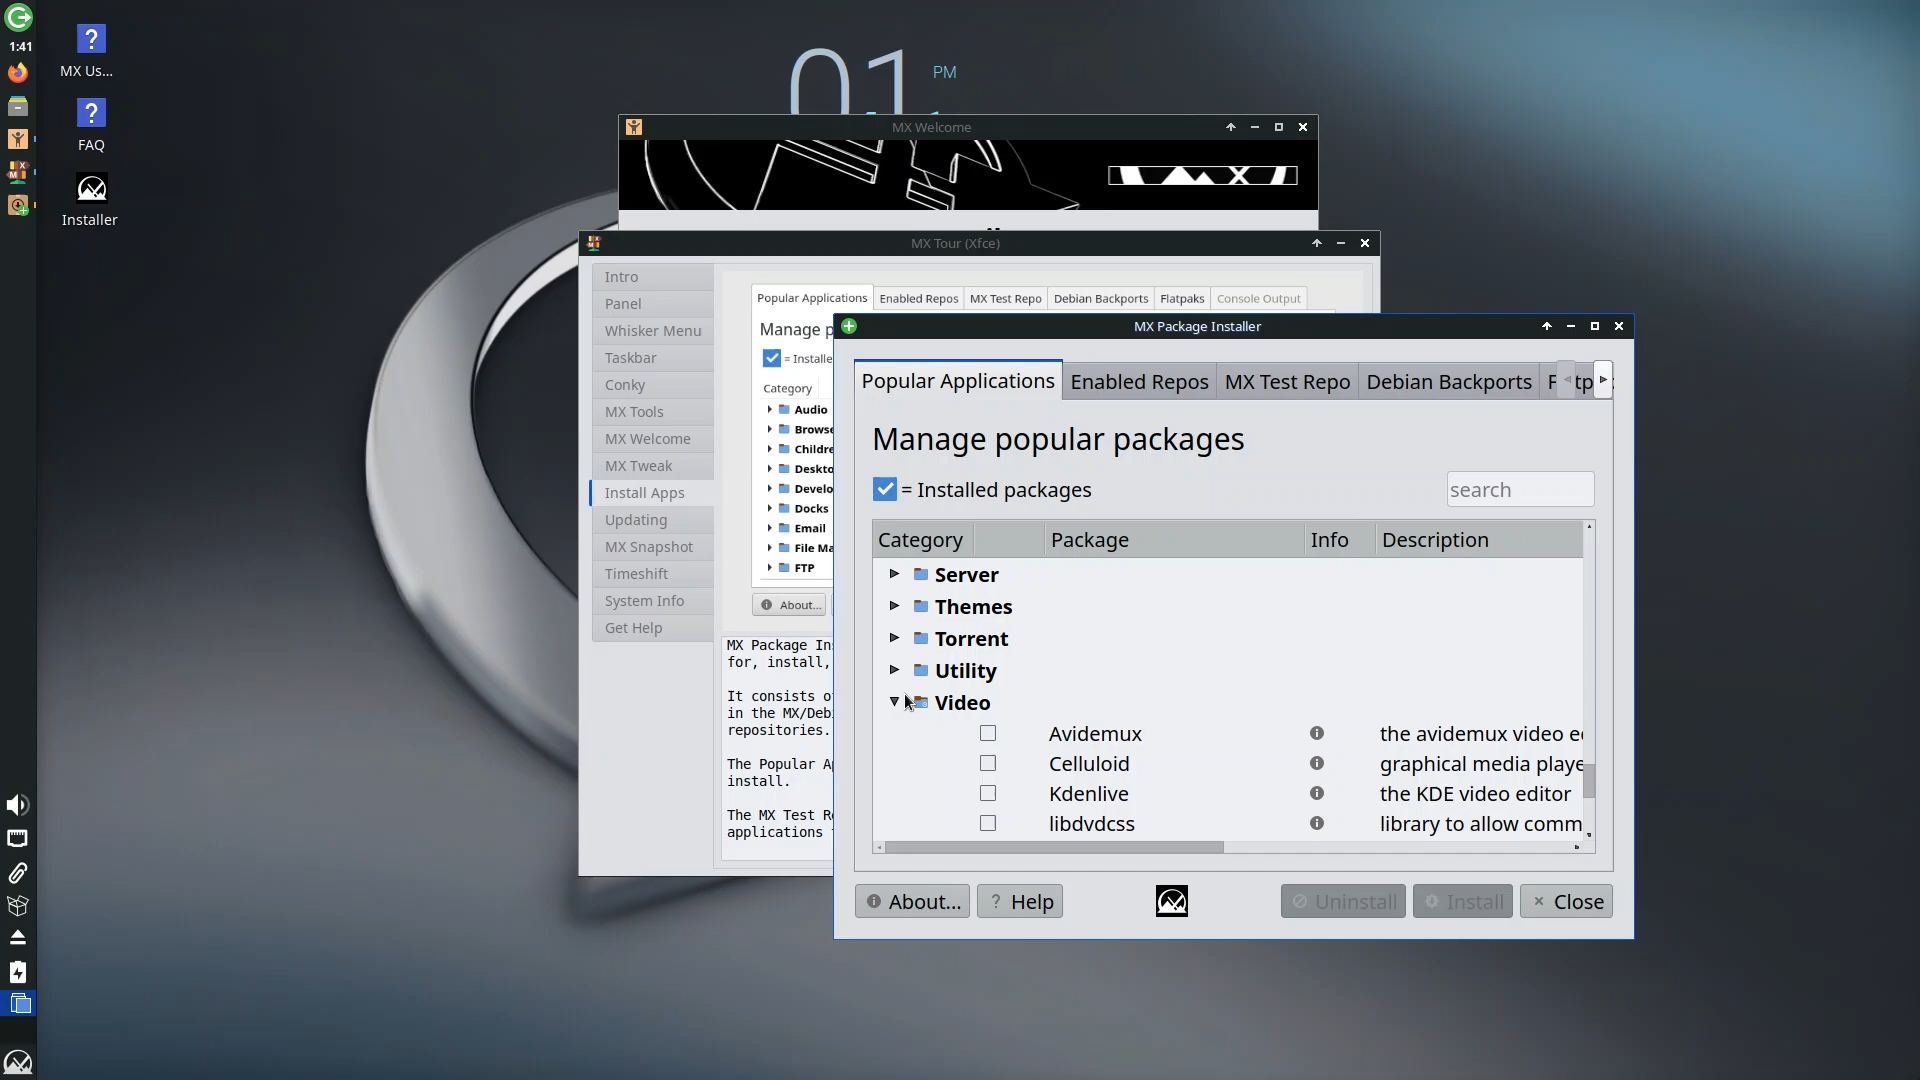 1:41
MX Us...
FAQ
Installer
01
PM
MX Welcome
MX
MX Tour (Xfce)
Intro
Panel
Whisker Menu
Taskbar
Conky
MX Tools
MX Welcome
MX Tweak
Install Apps
Updating
MX Snapshot
Timeshift
System Info
Get Help
Popular Applications
Enabled Repos
MX Test Repo
Debian Backports
Flatpaks
Console Output
Manage p
= Installe
Category
Audio
Browse
Childre
Deskto
Develo
Docks
Email
File Ma
FTP
About...
MX Package In
for, install,
It consists o
in the MX/Deb
repositories.
The Popular A
install.
The MX Test R
applications
MX Package Installer
Popular Applications
Enabled Repos
MX Test Repo
Debian Backports
Manage popular packages
= Installed packages
search
Category Package Info Description
Server
Themes
Torrent
Utility
Video
Avidemux the avidemux video e
Celluloid graphical media playe
Kdenlive the KDE video editor
libdvdcss library to allow comm
About...
? Help
Uninstall
Install
Close